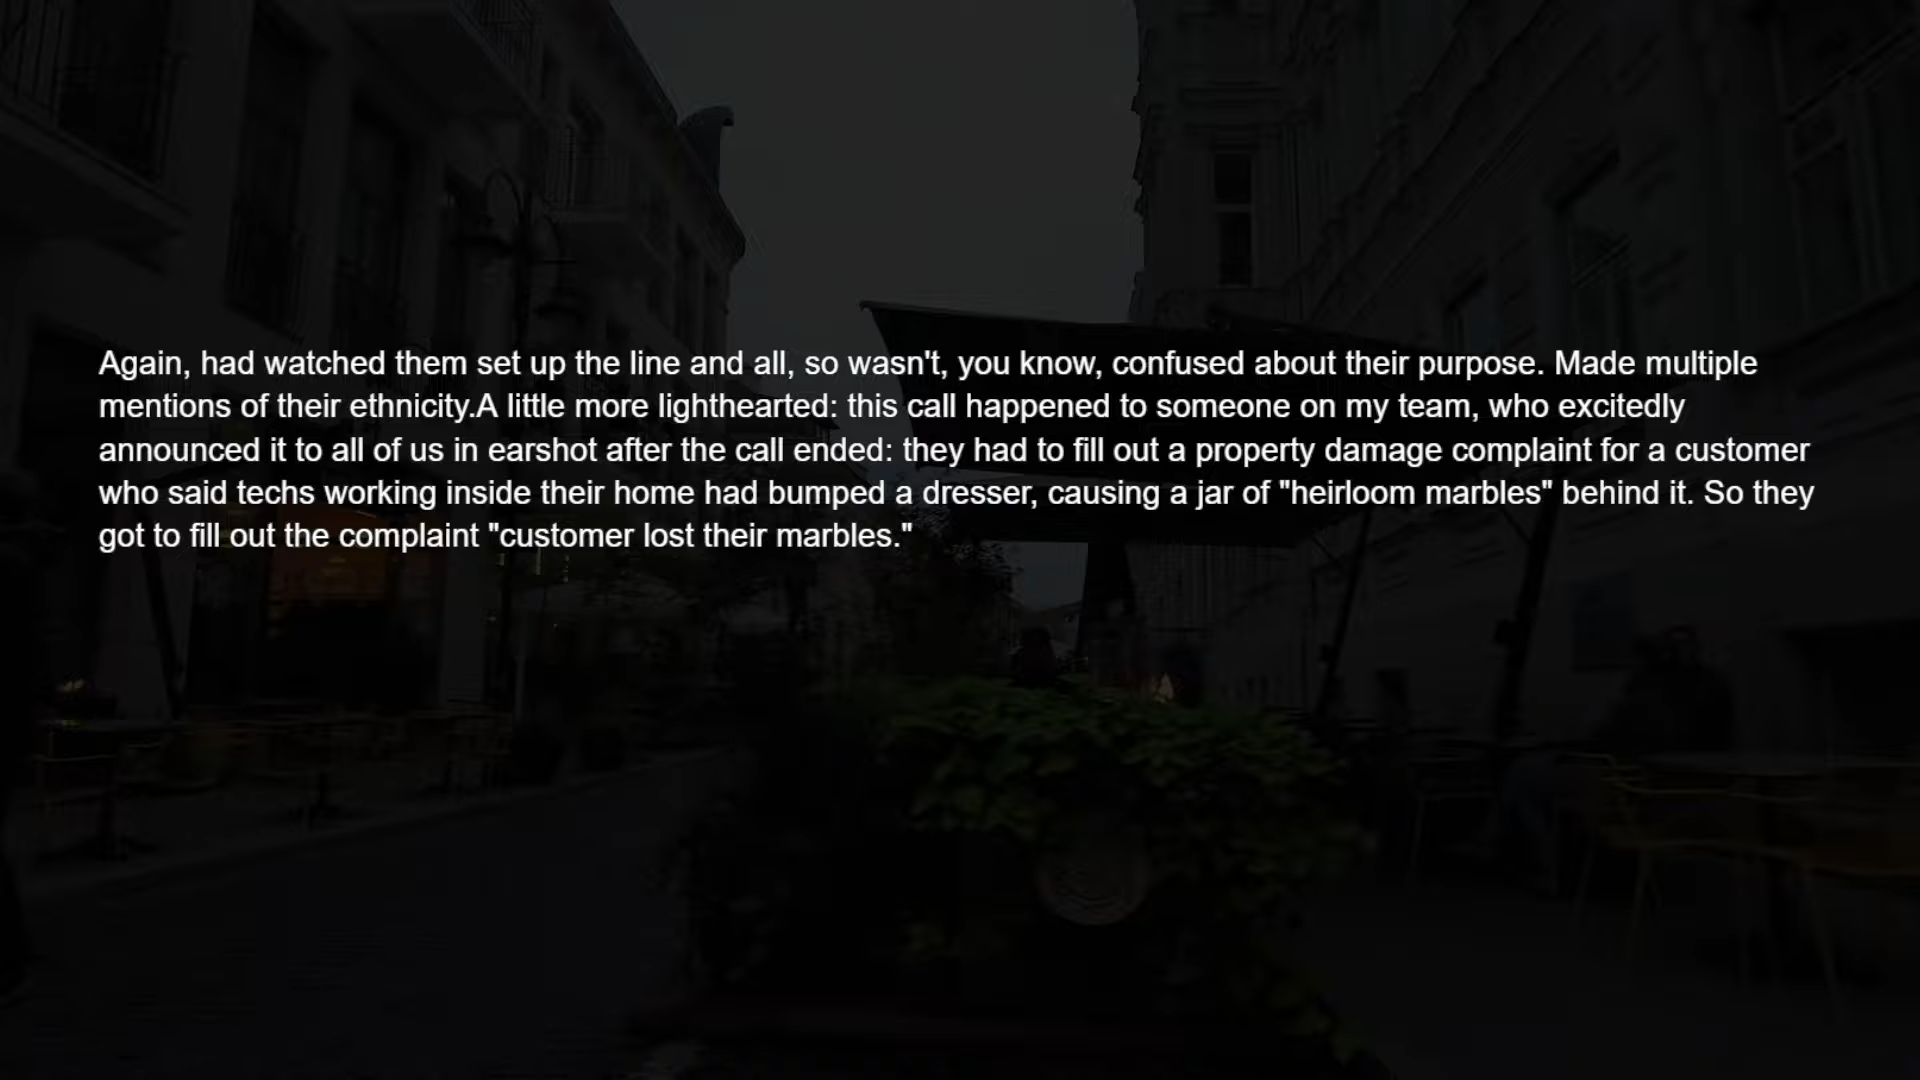 Again, had watched them set up the line and all, so wasn't, you know, confused about their purpose. Made multiple
mentions of their ethnicity.A little more lighthearted: this call happened to someone on my team, who excitedly
announced it to all of us in earshot after the call ended: they had to fill out a property damage complaint for a customer
who said techs working inside their home had bumped a dresser, causing a jar of "heirloom marbles" behind it. So they
got to fill out the complaint "customer lost their marbles."